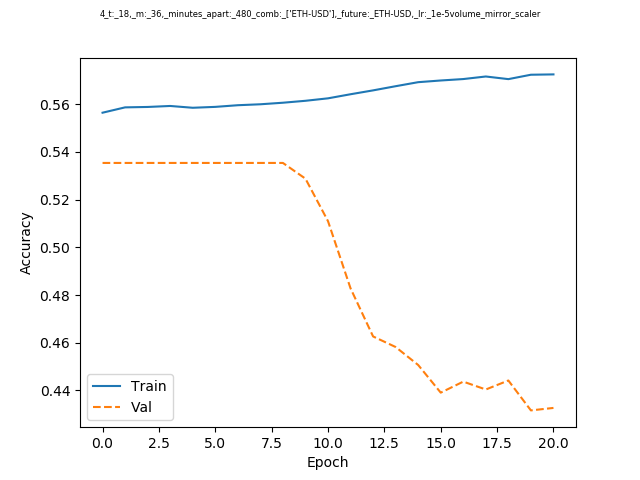 4_t:_18,_m:_36,_minutes_apart:_480_comb:_['ETH-USD'],_future:_ETH-USD,_lr:_1e-5volume_mirror_scaler
0.56
0.54
0.52
0.50
0.48
0.46
0.44
Accuracy
Train
Val
0.0 2.5 5.0 7.5 10.0 12.5 15.0 17.5 20.0
Epoch